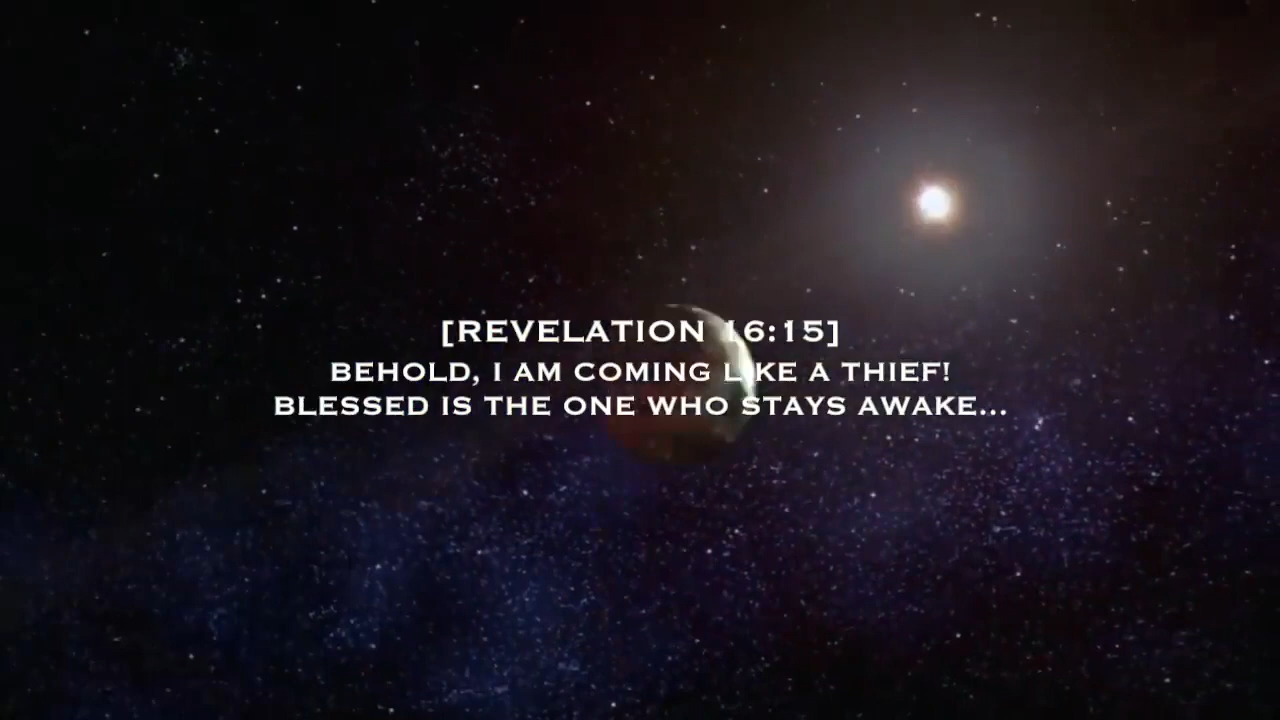 [REVELATION 16:15]
BEHOLD, I AM COMING LIKE A THIEF!
BLESSED IS THE ONE WHO STAYS AWAKE...